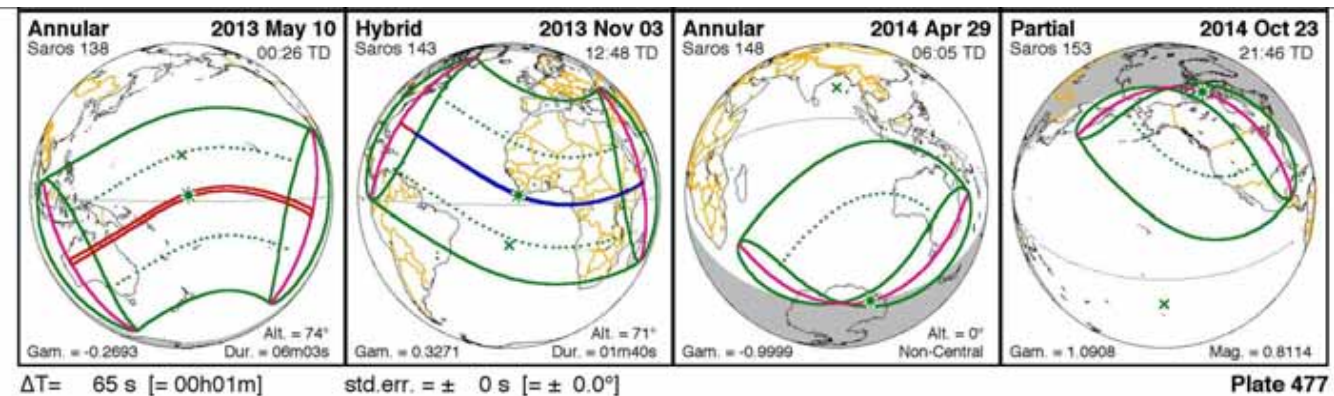 Annular 2013 May 10
Saros 138 00:26 TD
Alt. = 74°
Gam. = -0.2693 Dur. = 06m03s
Hybrid 2013 Nov 03
Saros 143 12:48 TD
Alt. = 71°
Gam. = 0.3271 Dur. = 01m40s
Annular 2014 Apr 29
Saros 148 06:05 TD
Alt. = 0°
Gam. = -0.9999 Non-Central
Partial 2014 Oct 23
Saros 153 21:46 TD
Gam. = 1.0908 Mag. = 0.8114
ΔT= 65 s [= 00h01m] std.err. = ± 0 s [= ± 0.0°] Plate 477